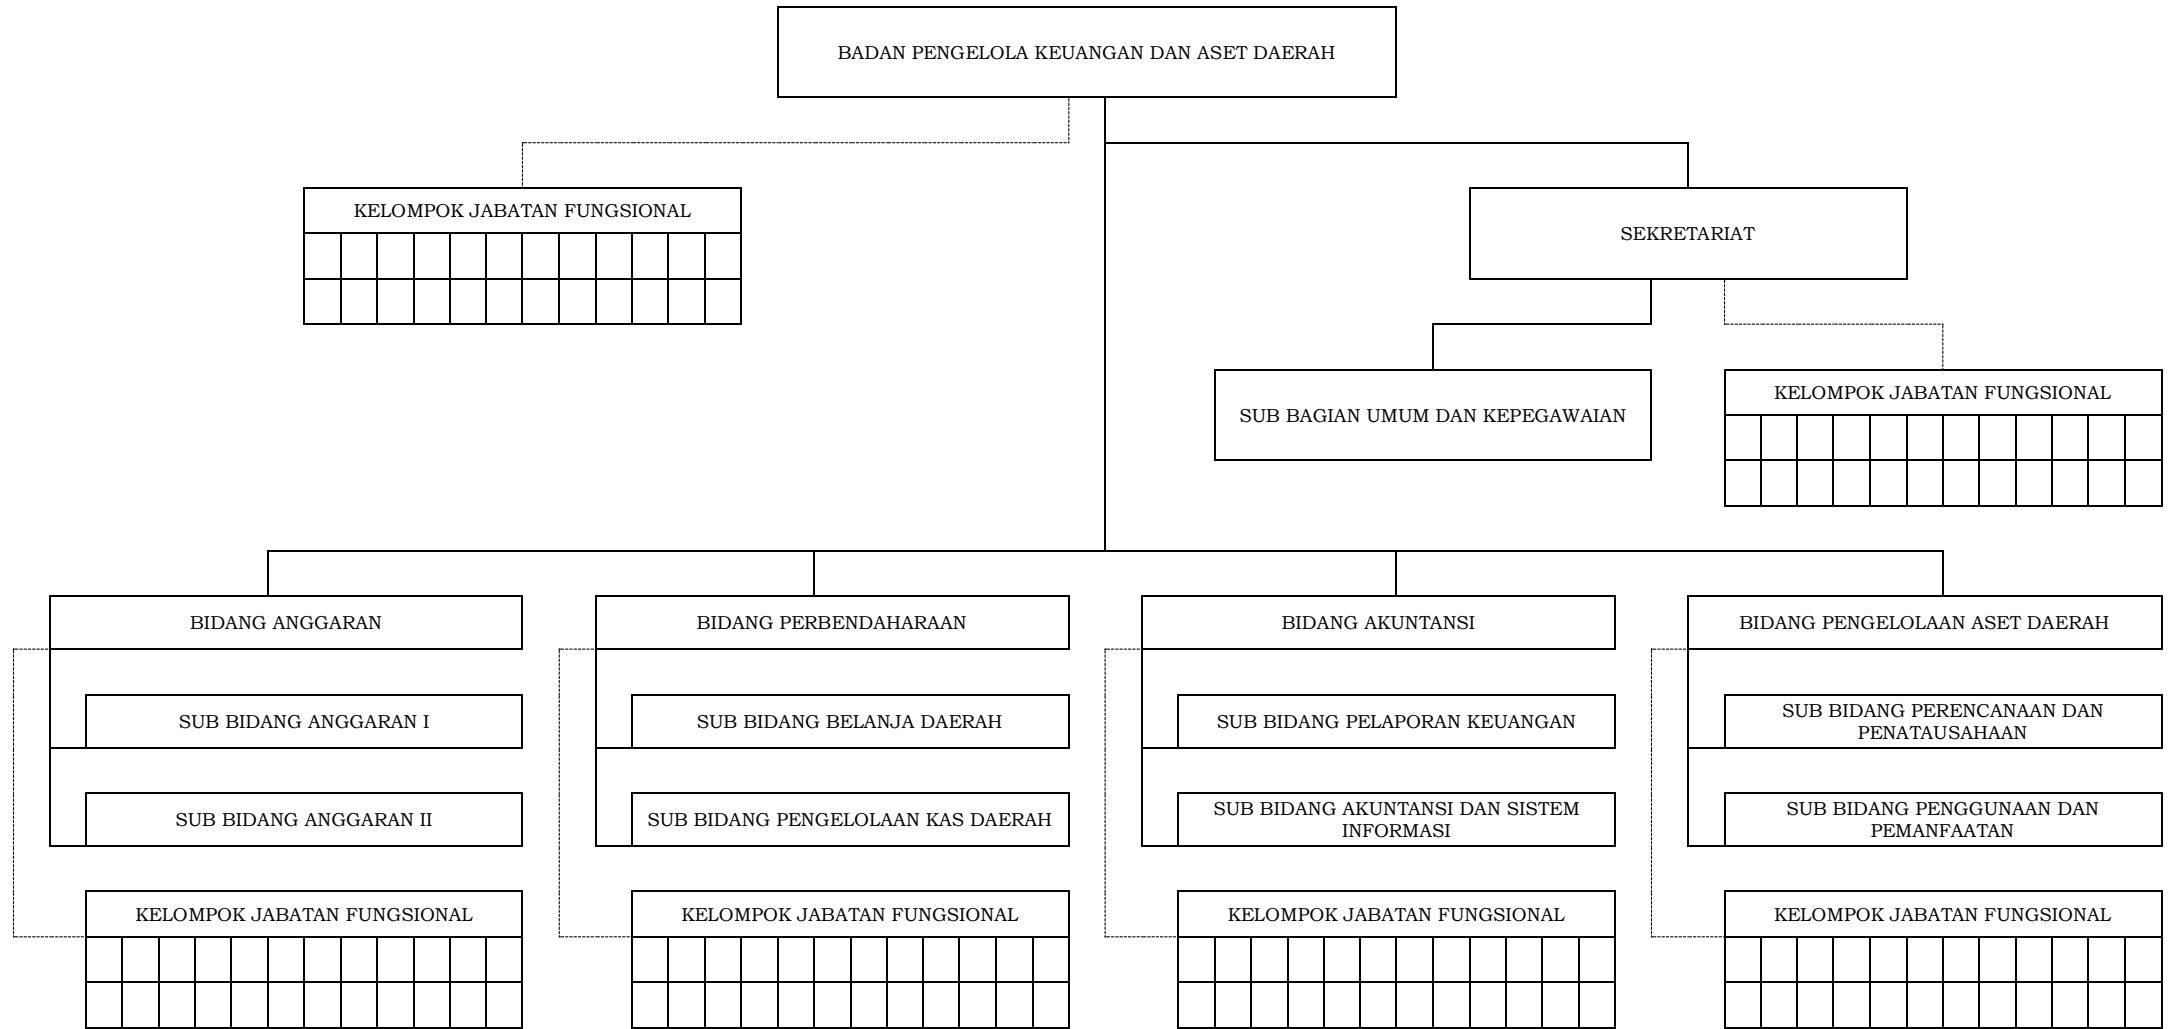 BADAN PENGELOLA KEUANGAN DAN ASET DAERAH
KELOMPOK JABATAN FUNGSIONAL
SEKRETARIAT
SUB BAGIAN UMUM DAN KEPEGAWAIAN
KELOMPOK JABATAN FUNGSIONAL
BIDANG ANGGARAN
BIDANG PERBENDAHARAAN
BIDANG AKUNTANSI
BIDANG PENGELOLAAN ASET DAERAH
SUB BIDANG ANGGARAN I
SUB BIDANG BELANJA DAERAH
SUB BIDANG PELAPORAN KEUANGAN
SUB BIDANG PERENCANAAN DAN
PENATAUSAHAAN
SUB BIDANG ANGGARAN II
SUB BIDANG PENGELOLAAN KAS DAERAH
SUB BIDANG AKUNTANSI DAN SISTEM
INFORMASI
SUB BIDANG PENGGUNAAN DAN
PEMANFAATAN
KELOMPOK JABATAN FUNGSIONAL
KELOMPOK JABATAN FUNGSIONAL
KELOMPOK JABATAN FUNGSIONAL
KELOMPOK JABATAN FUNGSIONAL